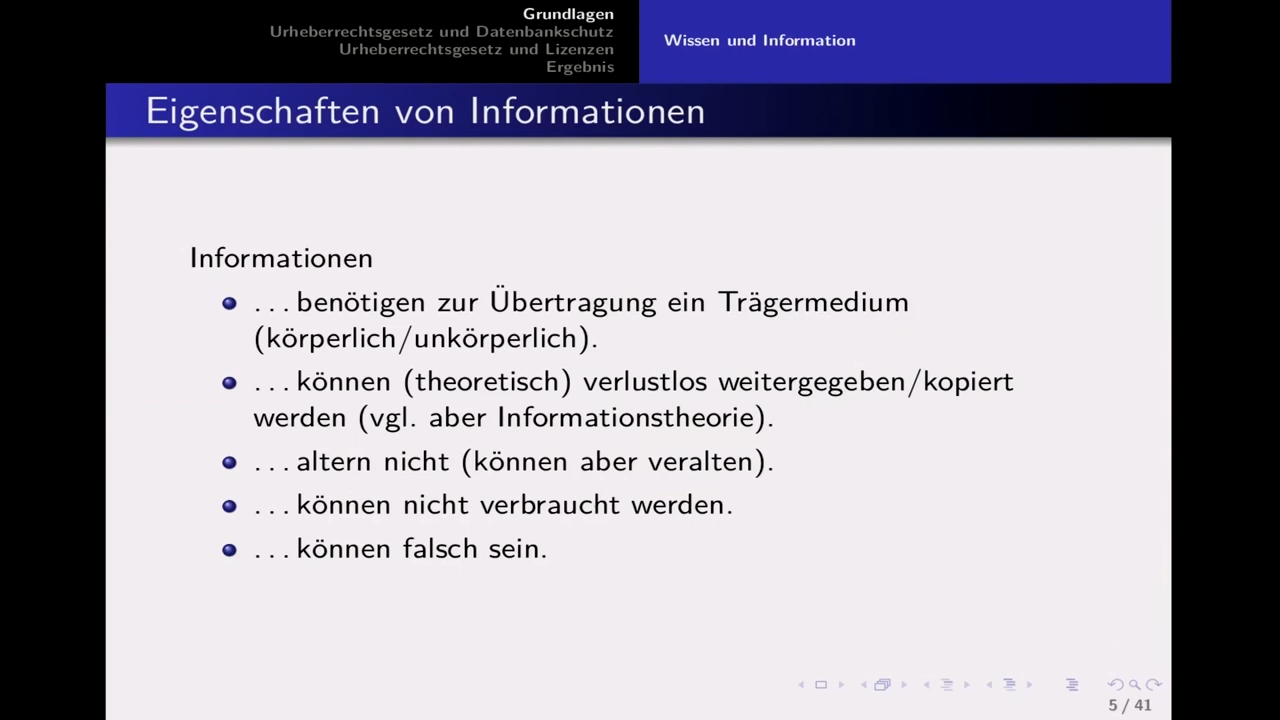 Grundlagen
Urheberrechtsgesetz und Datenbankschutz
Urheberrechtsgesetz und Lizenzen
Ergebnis
Wissen und Information
Eigenschaften von Informationen
Informationen
...benötigen zur Übertragung ein Trägermedium
(körperlich/unkörperlich).
...können (theoretisch) verlustlos weitergegeben/kopiert
werden (vgl. aber Informationstheorie).
...altern nicht (können aber veralten).
...können nicht verbraucht werden.
...können falsch sein.
5 / 41